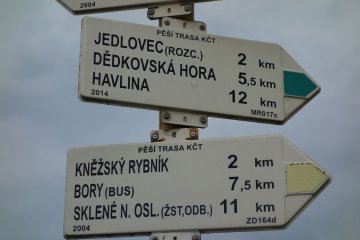 2004
PĚŠÍ TRASA KČT
JEDLOVEC (ROZC.) 2 km
DĚDKOVSKÁ HORA 5,5 km
HAVLINA 12 km
2014 MR017c
PĚŠÍ TRASA KČT
KNĚŽSKÝ RYBNÍK 2 km
BORY (BUS) 7,5 km
SKLENÉ N. OSL. (ŽST,ODB.) 11 km
2004 ZD164d